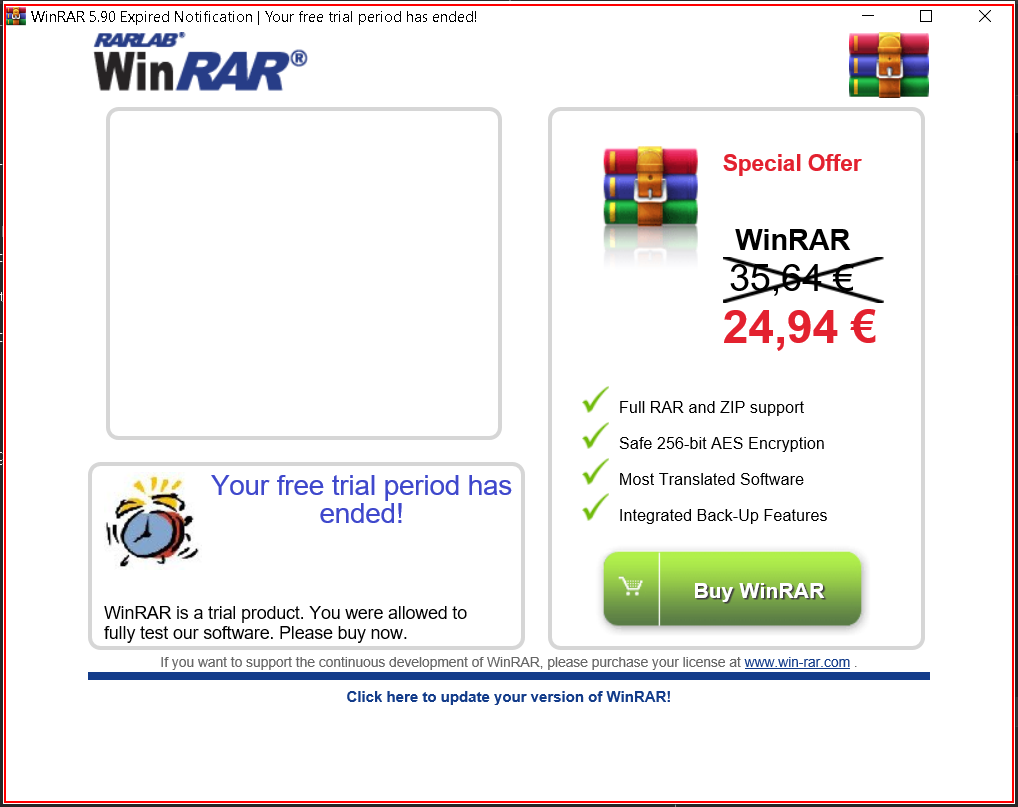 WinRAR 5.90 Expired Notification | Your free trial period has ended!
RARLAB®
WinRAR®
Special Offer
WinRAR
35,64 €
24,94 €
Full RAR and ZIP support
Safe 256-bit AES Encryption
Most Translated Software
Integrated Back-Up Features
Buy WinRAR
Your free trial period has
ended!
WinRAR is a trial product. You were allowed to
fully test our software. Please buy now.
If you want to support the continuous development of WinRAR, please purchase your license at www.win-rar.com .
Click here to update your version of WinRAR!